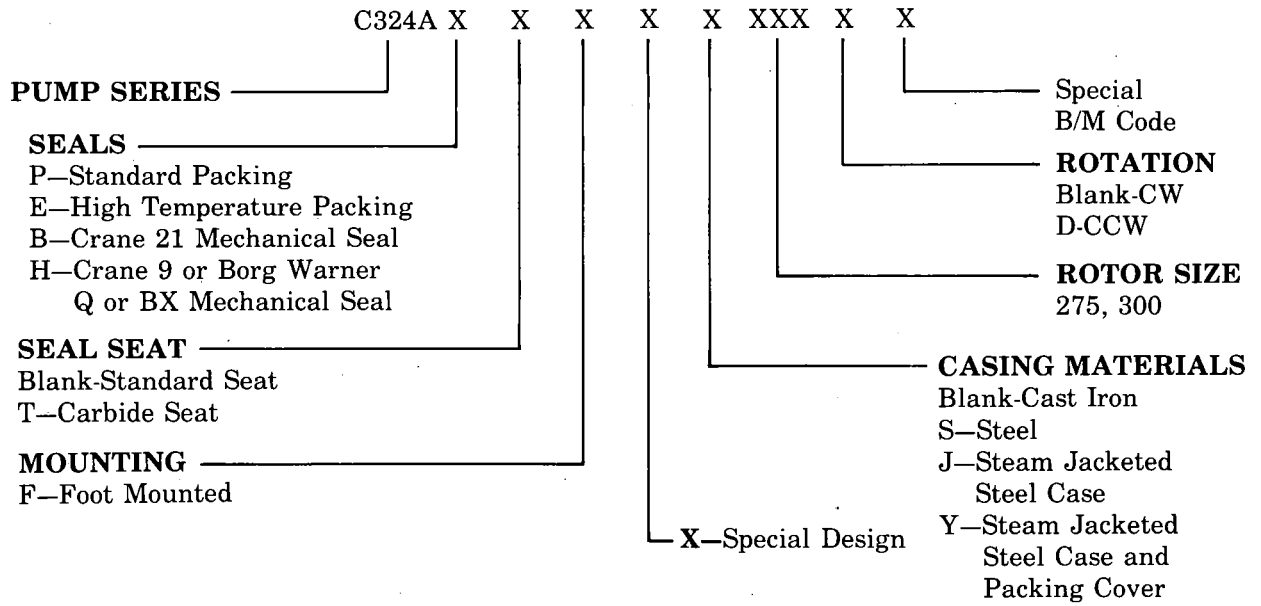 C324A X X X X X XXX X X
PUMP SERIES
SEALS
P—Standard Packing
E—High Temperature Packing
B—Crane 21 Mechanical Seal
H—Crane 9 or Borg Warner
Q or BX Mechanical Seal
SEAL SEAT
Blank-Standard Seat
T—Carbide Seat
MOUNTING
F—Foot Mounted
X—Special Design
Special
B/M Code
ROTATION
Blank-CW
D-CCW
ROTOR SIZE
275, 300
CASING MATERIALS
Blank-Cast Iron
S—Steel
J—Steam Jacketed
Steel Case
Y—Steam Jacketed
Steel Case and
Packing Cover